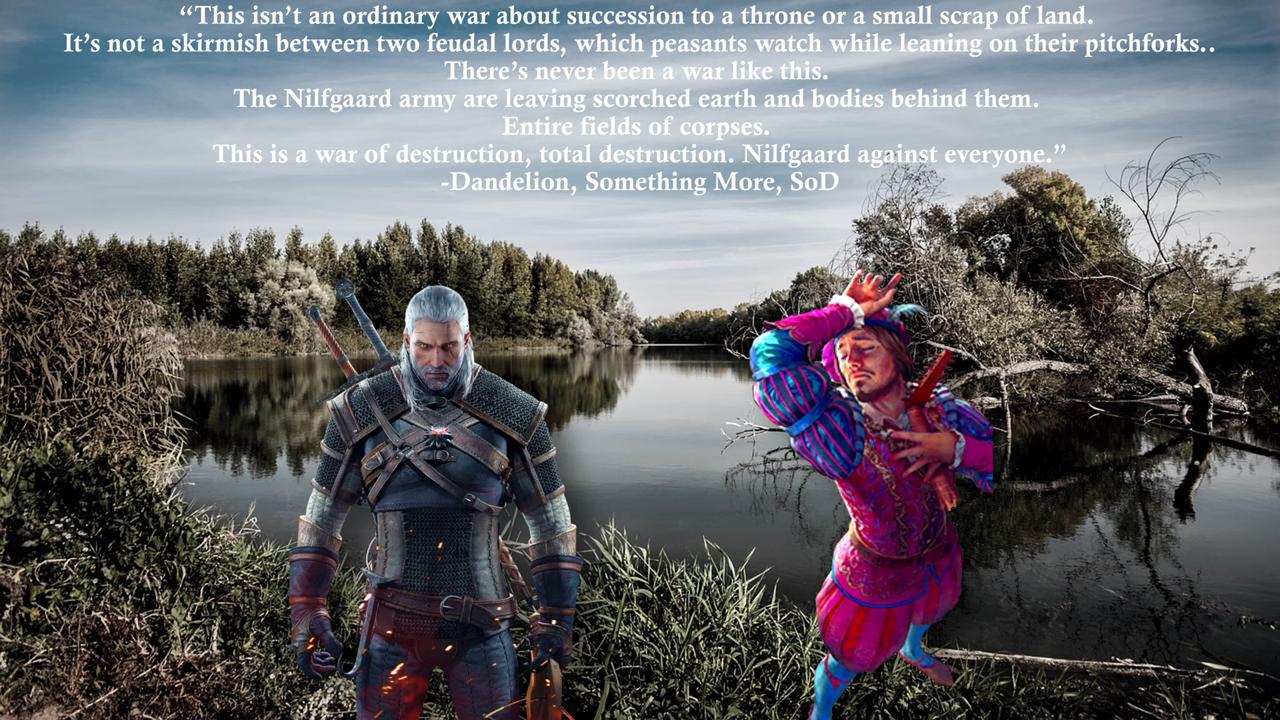 “This isn’t an ordinary war about succession to a throne or a small scrap of land.
It’s not a skirmish between two feudal lords, which peasants watch while leaning on their pitchforks..
There’s never been a war like this.
The Nilfgaard army are leaving scorched earth and bodies behind them.
Entire fields of corpses.
This is a war of destruction, total destruction. Nilfgaard against everyone.”
-Dandelion, Something More, SoD